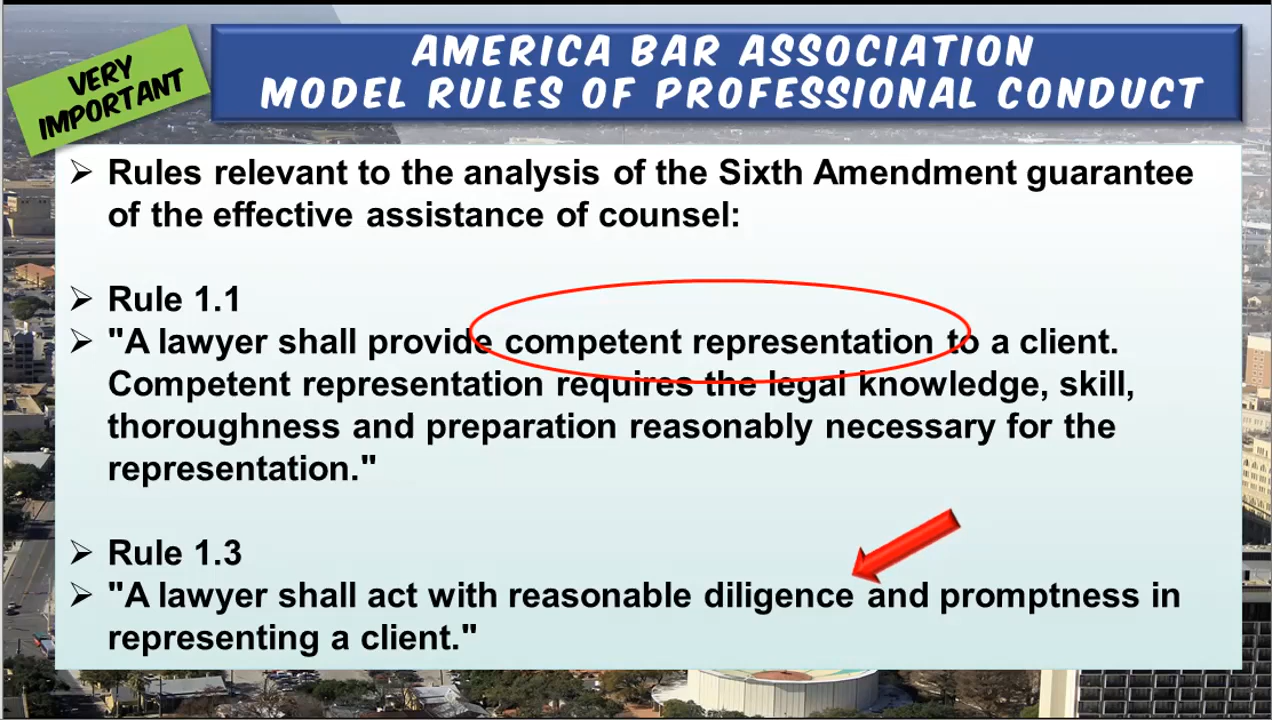 VERY
IMPORTANT
AMERICA BAR ASSOCIATION
MODEL RULES OF PROFESSIONAL CONDUCT
➢ Rules relevant to the analysis of the Sixth Amendment guarantee
of the effective assistance of counsel:
➢ Rule 1.1
➢ "A lawyer shall provide competent representation to a client.
Competent representation requires the legal knowledge, skill,
thoroughness and preparation reasonably necessary for the
representation."
➢ Rule 1.3
➢ "A lawyer shall act with reasonable diligence and promptness in
representing a client."